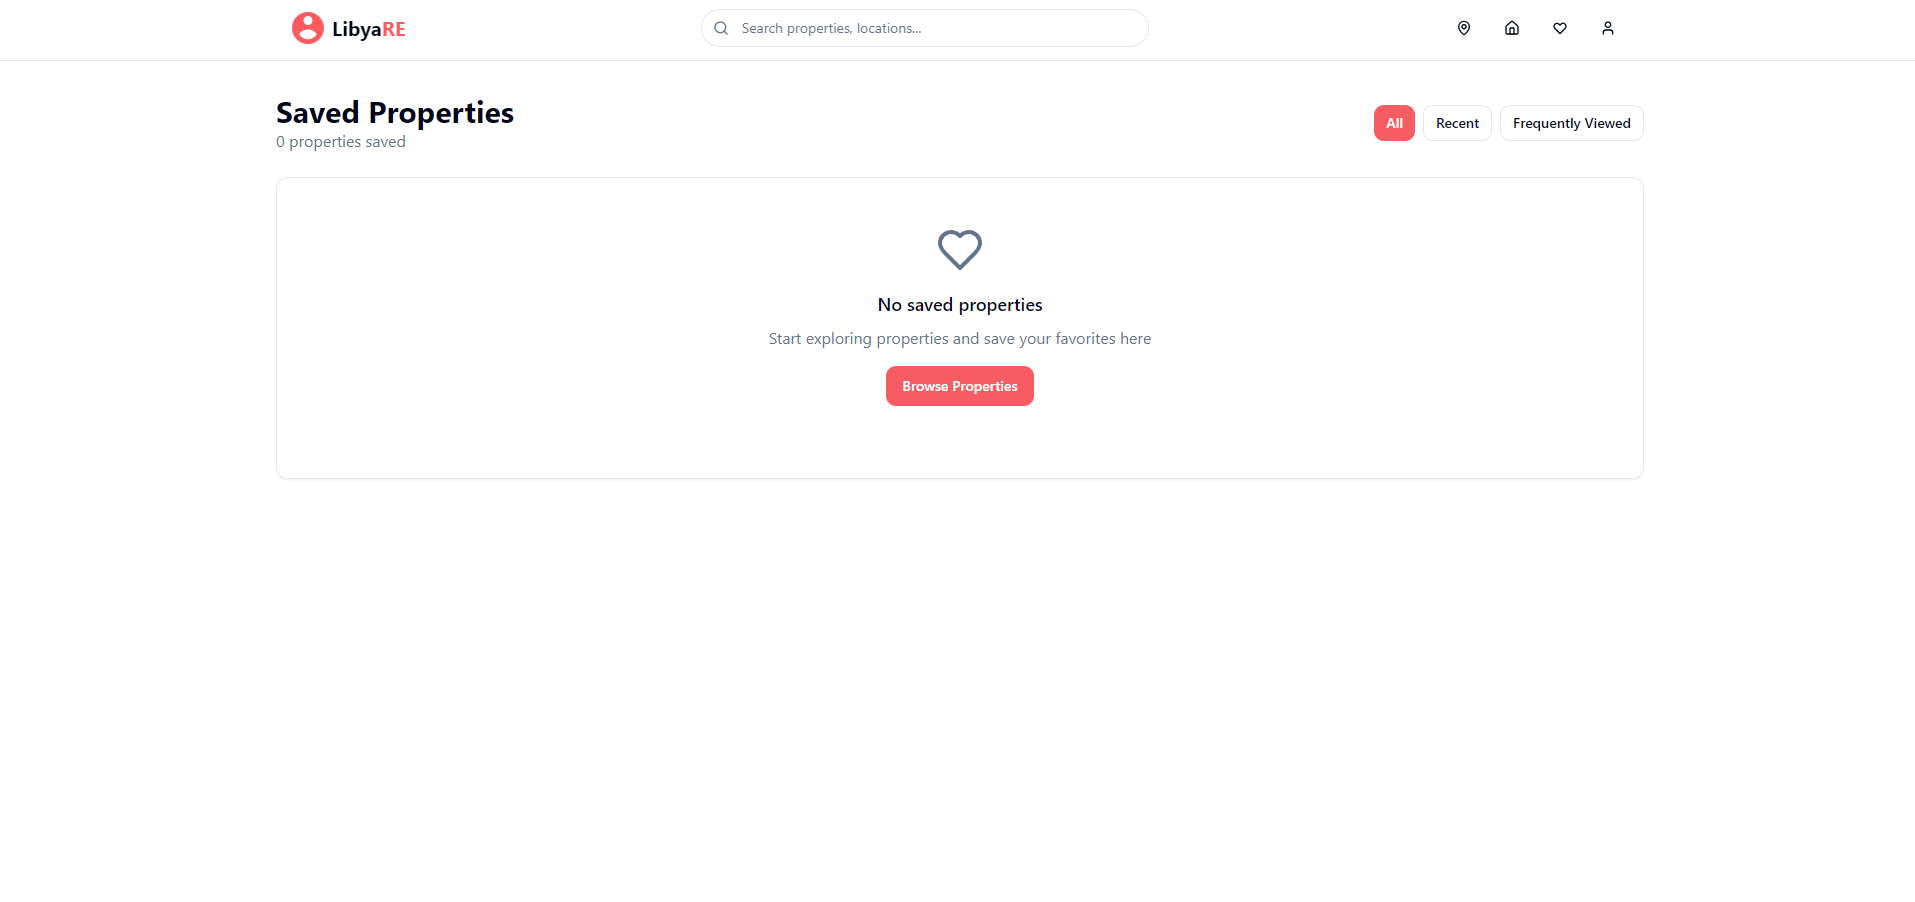 LibyaRE
Search properties, locations...
Saved Properties
0 properties saved
All
Recent
Frequently Viewed
No saved properties
Start exploring properties and save your favorites here
Browse Properties